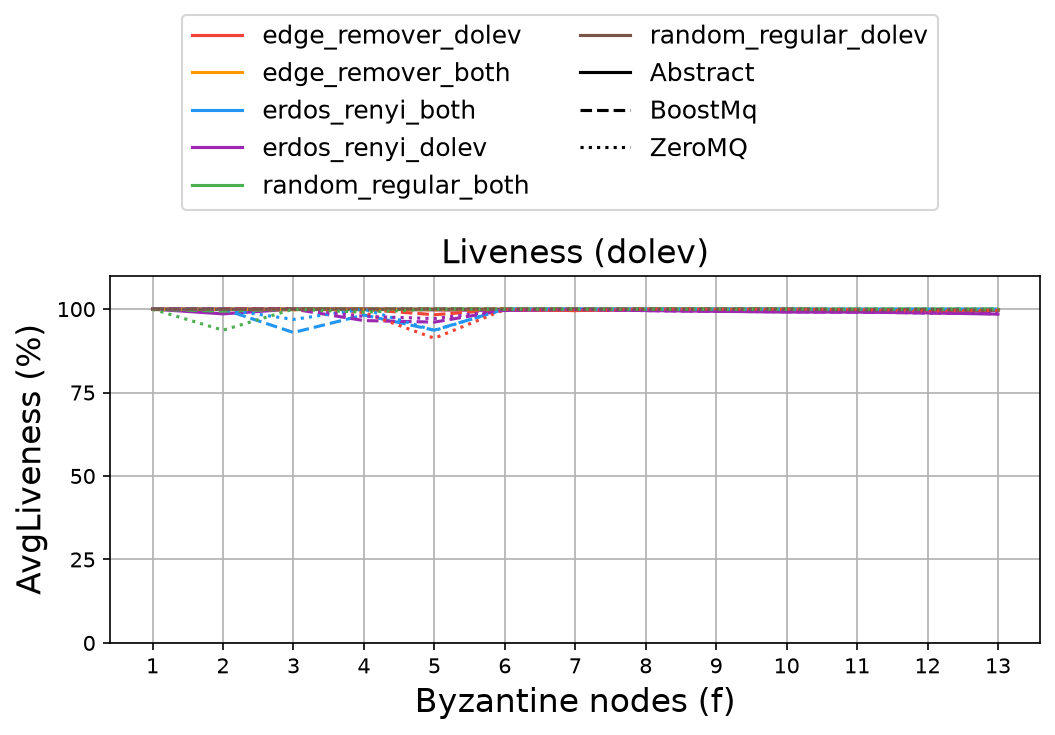 edge_remover_dolev
edge_remover_both
erdos_renyi_both
erdos_renyi_dolev
random_regular_both
random_regular_dolev
Abstract
BoostMq
ZeroMQ
Liveness (dolev)
AvgLiveness (%)
100
75
50
25
0
1 2 3 4 5 6 7 8 9 10 11 12 13
Byzantine nodes (f)